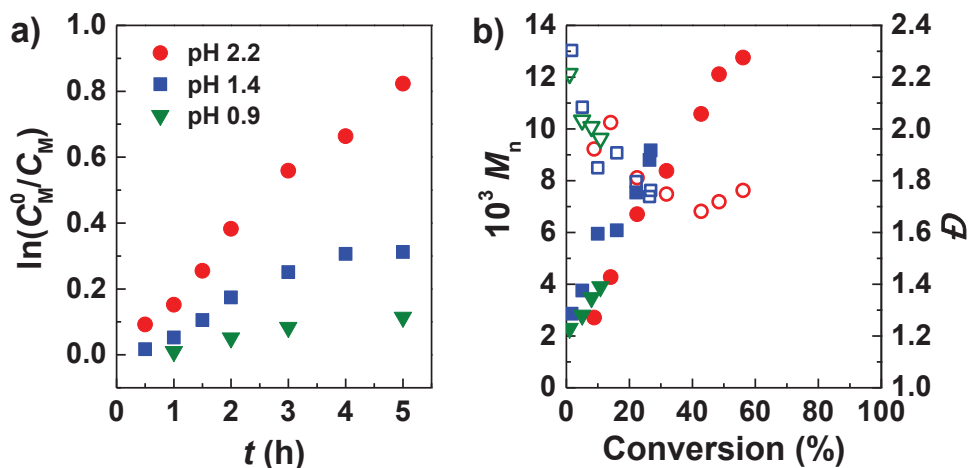 a)
1.0
0.8
0.6
0.4
0.2
0.0
ln(C⁰_M/C_M)
pH 2.2
pH 1.4
pH 0.9
0 1 2 3 4 5
t (h)
b)
14
12
10
8
6
4
2
0
10³ Mₙ
2.4
2.2
2.0
1.8
1.6
1.4
1.2
1.0
Đ
0 20 40 60 80 100
Conversion (%)